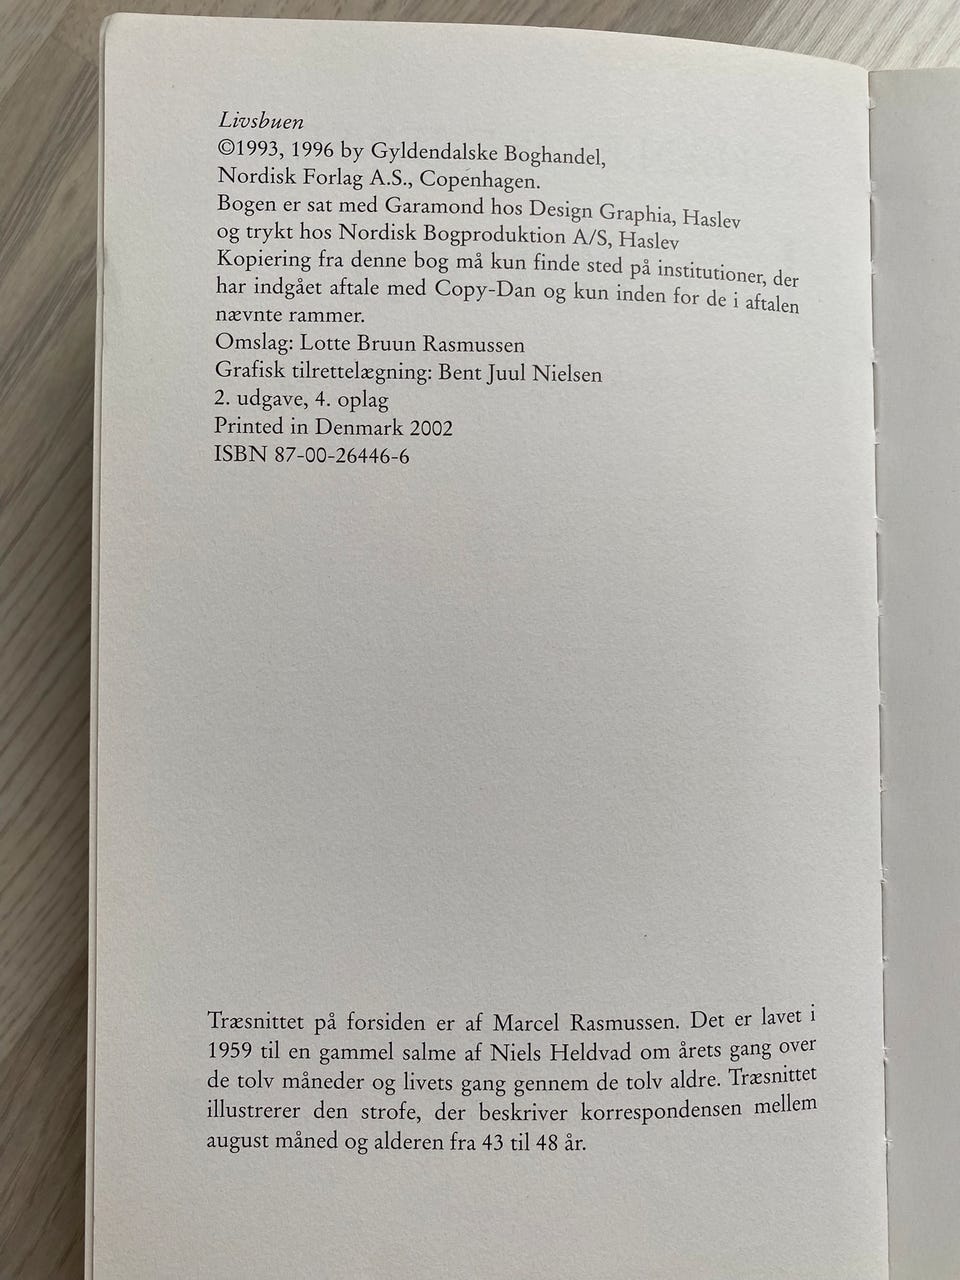 Livsbuen
©1993, 1996 by Gyldendalske Boghandel,
Nordisk Forlag A.S., Copenhagen.
Bogen er sat med Garamond hos Design Graphia, Haslev
og trykt hos Nordisk Bogproduktion A/S, Haslev
Kopiering fra denne bog må kun finde sted på institutioner, der
har indgået aftale med Copy-Dan og kun inden for de i aftalen
nævnte rammer.
Omslag: Lotte Bruun Rasmussen
Grafisk tilrettelægning: Bent Juul Nielsen
2. udgave, 4. oplag
Printed in Denmark 2002
ISBN 87-00-26446-6
Træsnittet på forsiden er af Marcel Rasmussen. Det er lavet i
1959 til en gammel salme af Niels Heldvad om årets gang over
de tolv måneder og livets gang gennem de tolv aldre. Træsnittet
illustrerer den strofe, der beskriver korrespondensen mellem
august måned og alderen fra 43 til 48 år.